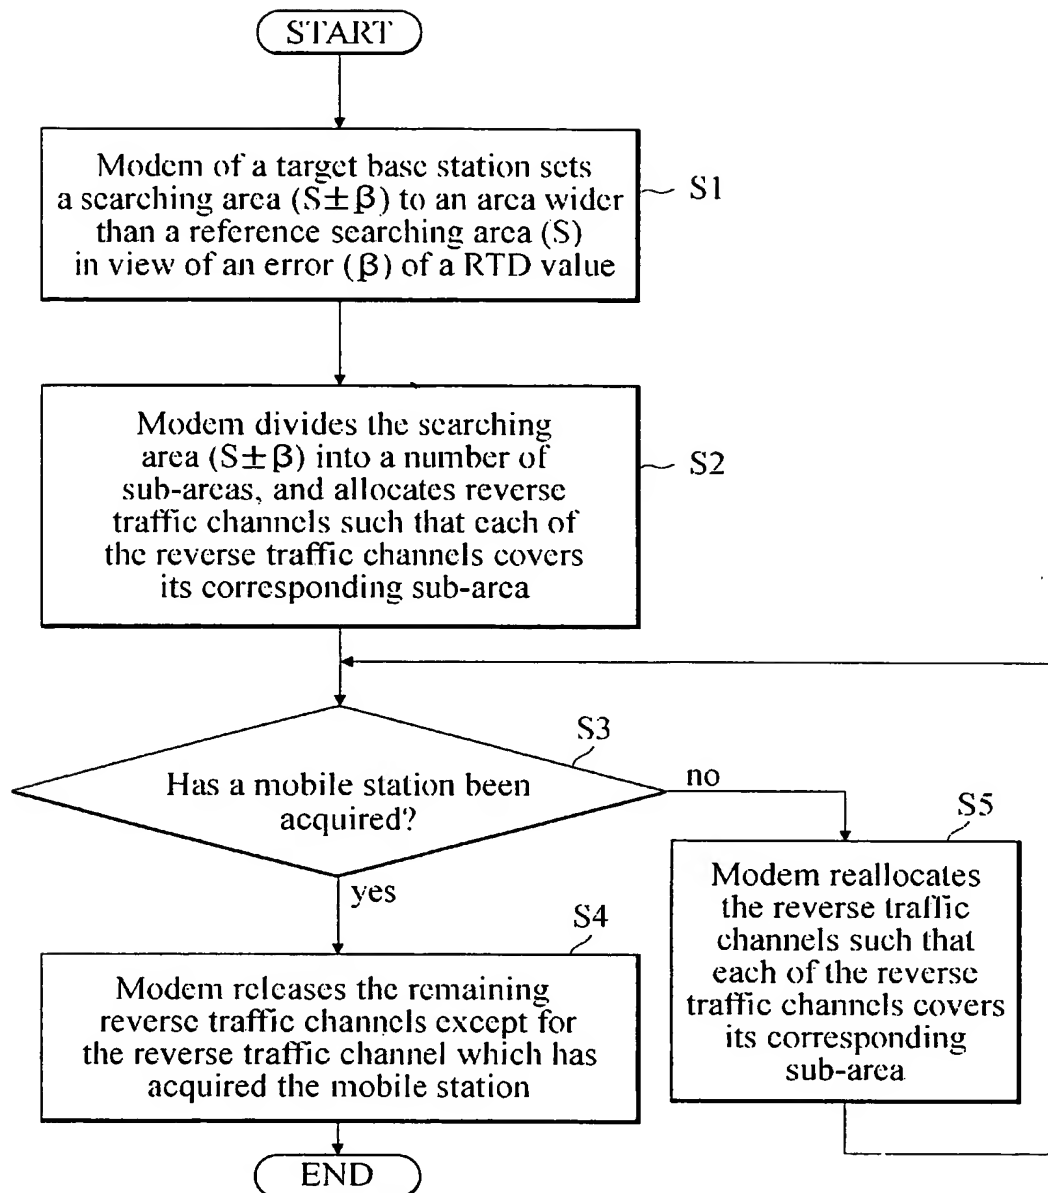 START
Modem of a target base station sets
a searching area (S±β) to an area wider
than a reference searching area (S)
in view of an error (β) of a RTD value
S1
Modem divides the searching
area (S±β) into a number of
sub-areas, and allocates reverse
traffic channels such that each of
the reverse traffic channels covers
its corresponding sub-area
S2
S3
Has a mobile station been
acquired?
no
yes
S5
Modem reallocates
the reverse traffic
channels such that
each of the reverse
traffic channels covers
its corresponding
sub-area
S4
Modem releases the remaining
reverse traffic channels except for
the reverse traffic channel which has
acquired the mobile station
END